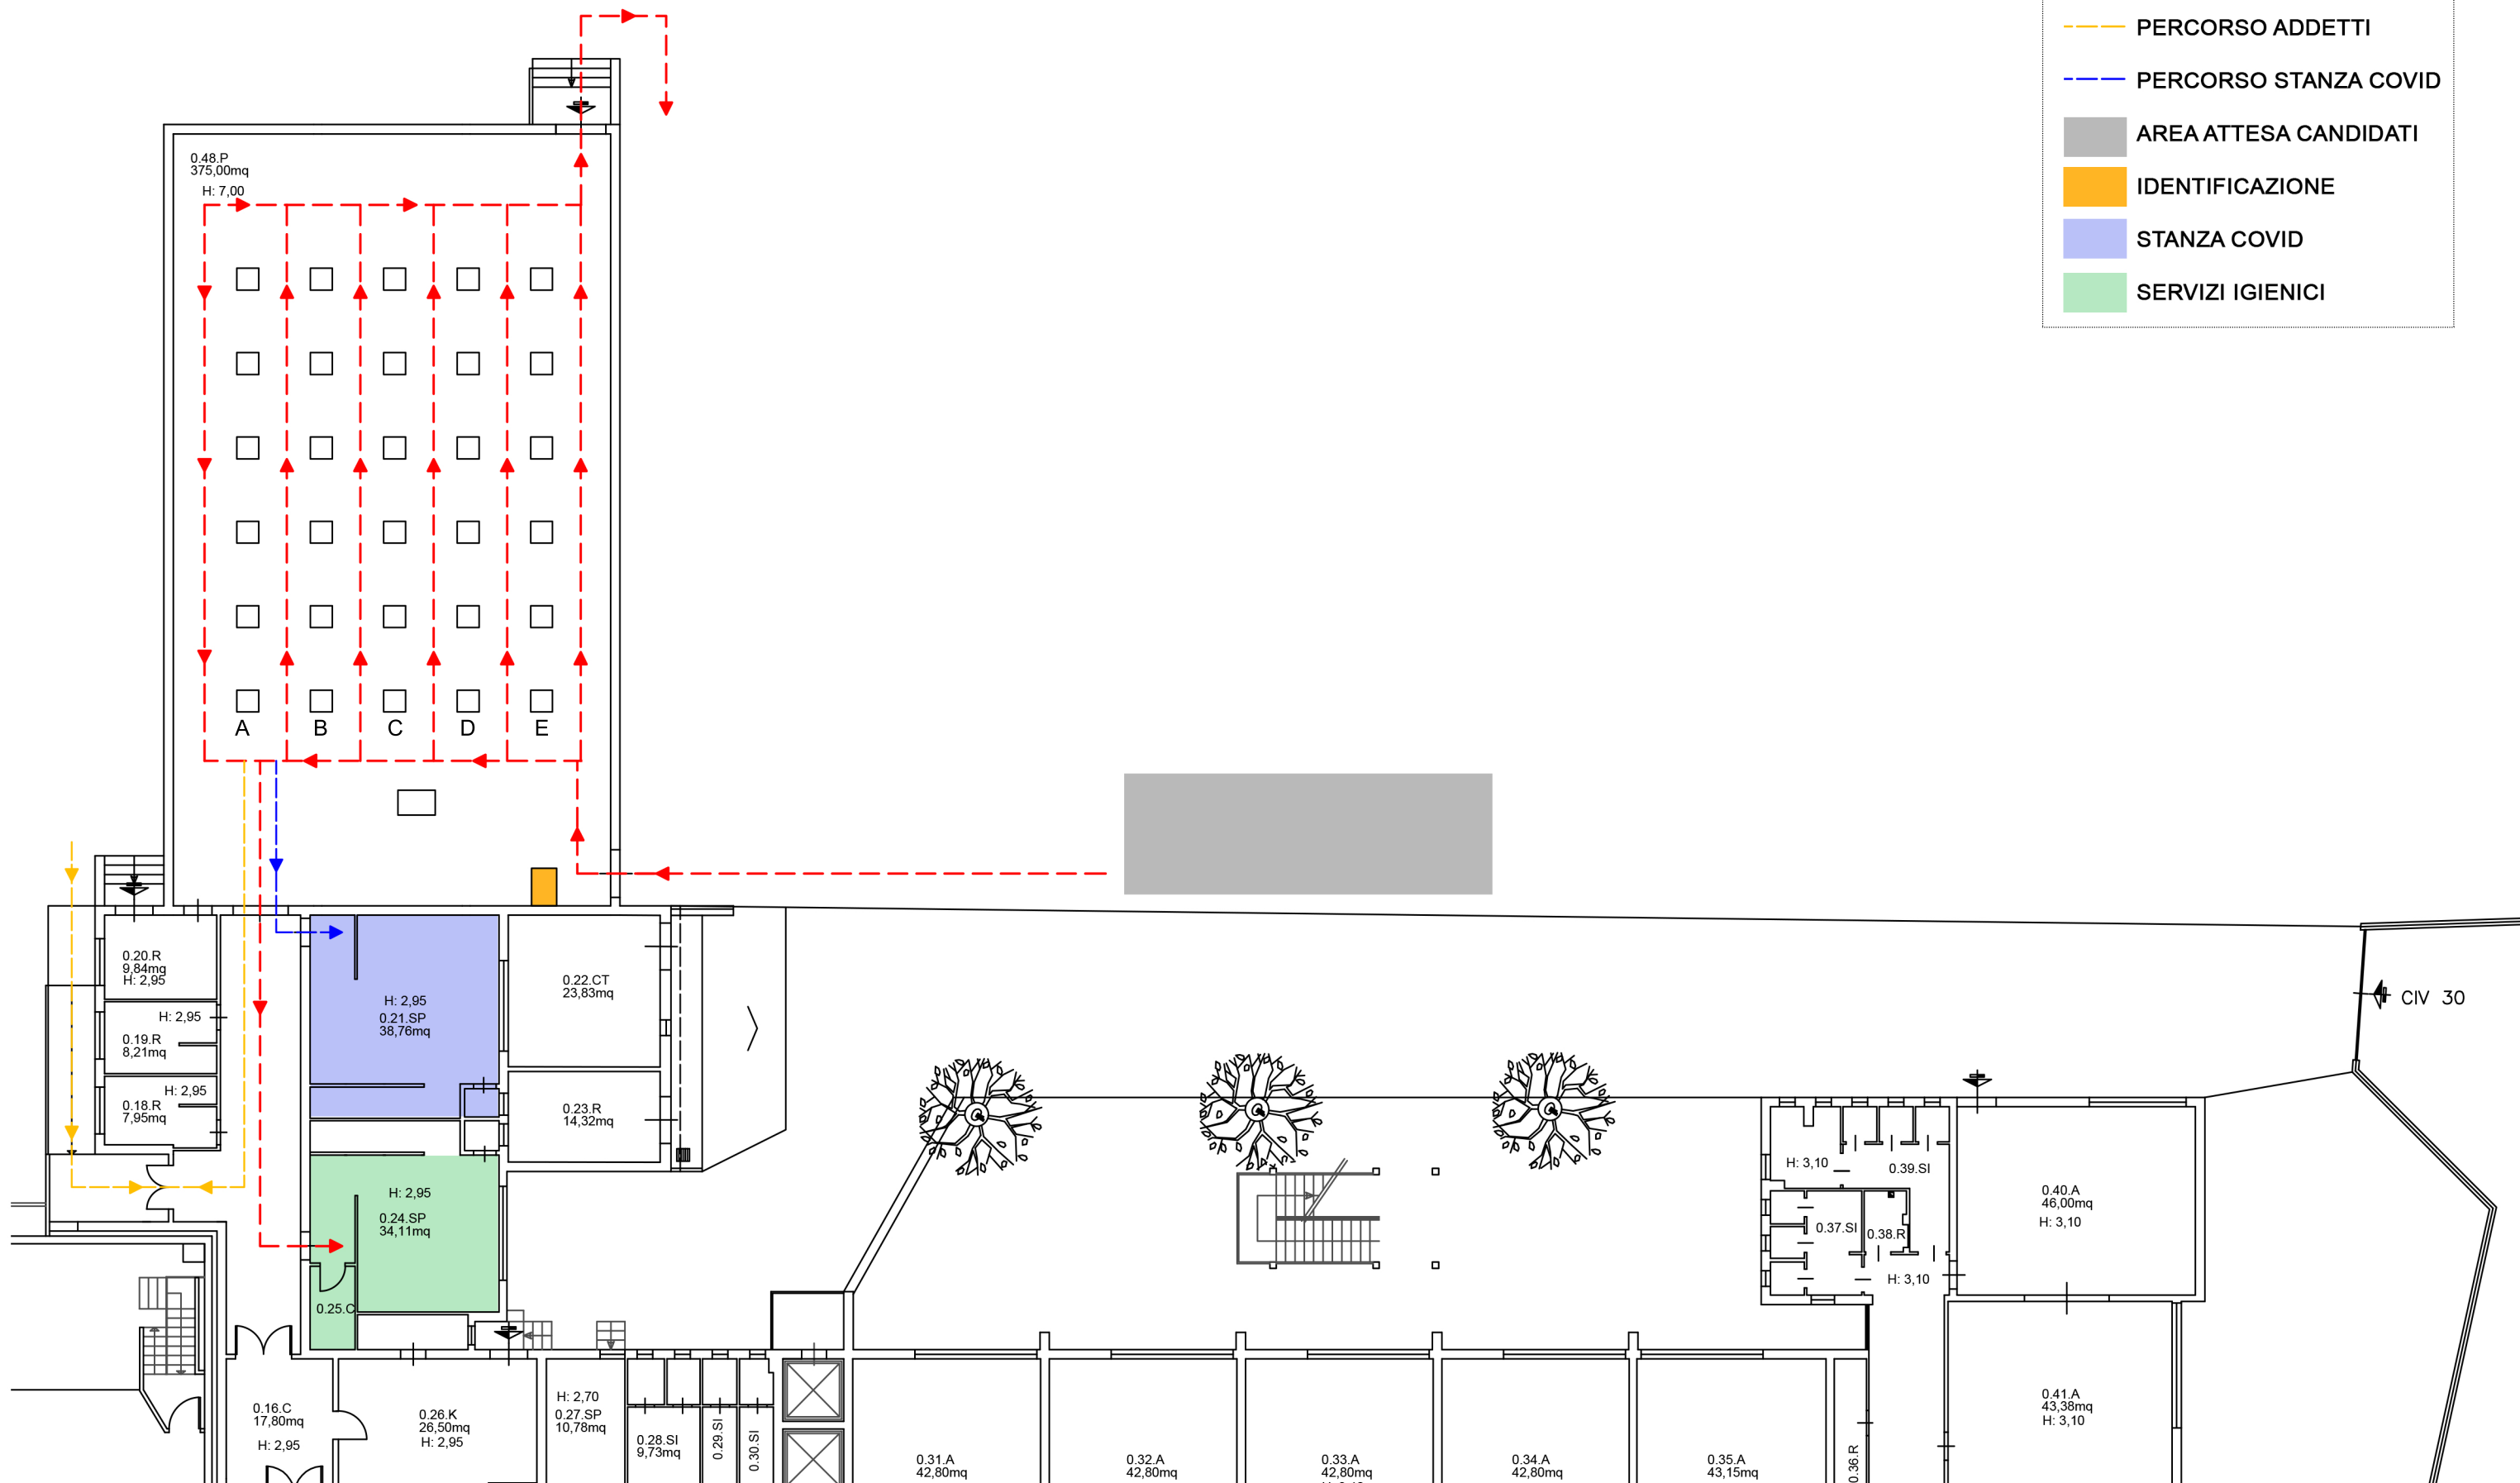 PERCORSO ADDETTI
PERCORSO STANZA COVID
AREA ATTESA CANDIDATI
IDENTIFICAZIONE
STANZA COVID
SERVIZI IGIENICI
0.48.P
375,00mq
H: 7,00
A B C D E
0.20.R
9,84mq
H: 2,95
H: 2,95
0.19.R
8,21mq
H: 2,95
0.18.R
7,95mq
H: 2,95
0.21.SP
38,76mq
0.22.CT
23,83mq
0.23.R
14,32mq
H: 2,95
0.24.SP
34,11mq
0.25.C
CIV 30
H: 3,10
0.39.SI
0.37.SI
0.38.R
H: 3,10
0.40.A
46,00mq
H: 3,10
0.41.A
43,38mq
H: 3,10
0.16.C
17,80mq
H: 2,95
0.26.K
26,50mq
H: 2,95
H: 2,70
0.27.SP
10,78mq
0.28.SI
9,73mq
0.29.SI
0.30.SI
0.31.A
42,80mq
0.32.A
42,80mq
0.33.A
42,80mq
0.34.A
42,80mq
0.35.A
43,15mq
0.36.R